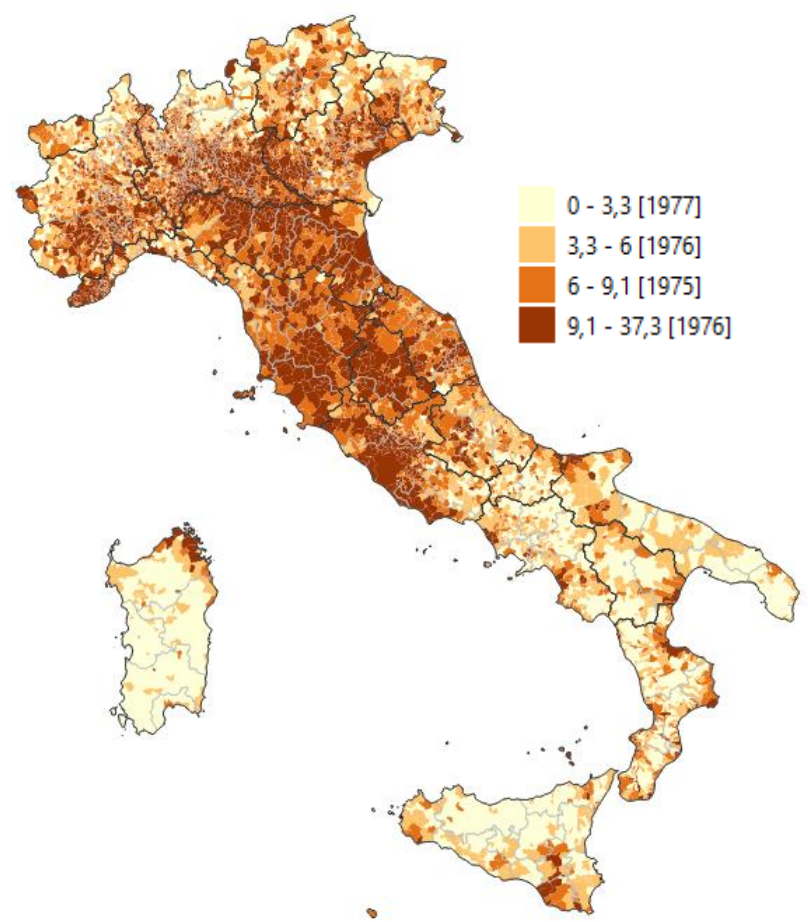 0 - 3,3 [1977]
3,3 - 6 [1976]
6 - 9,1 [1975]
9,1 - 37,3 [1976]